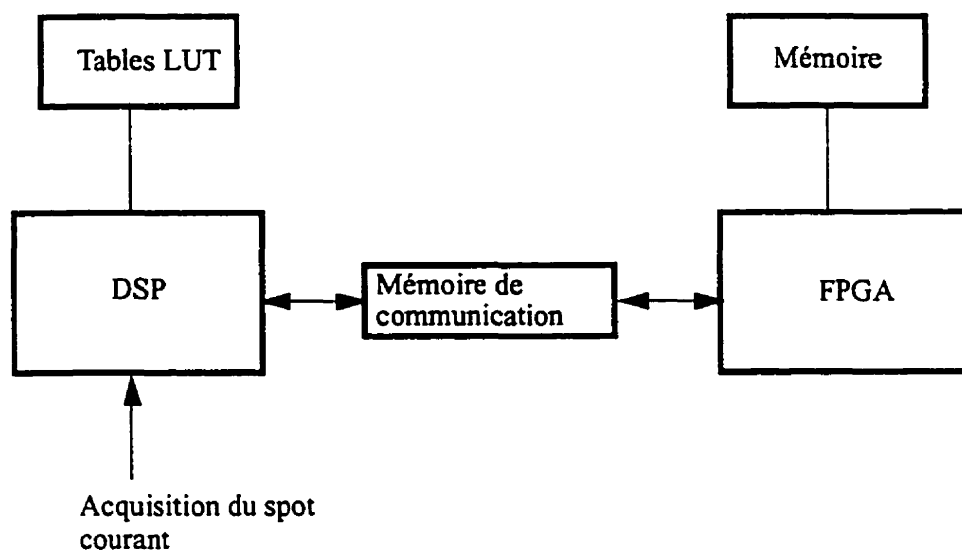 Tables LUT
Mémoire
DSP
Mémoire de
communication
FPGA
Acquisition du spot
courant